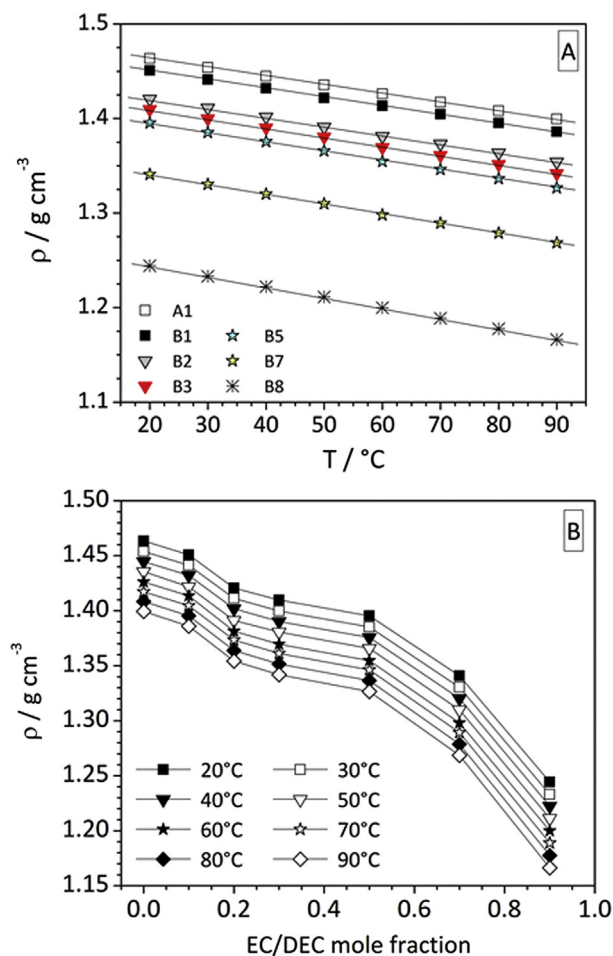 A
1.5
1.4
1.3
1.2
1.1
ρ / g cm⁻³
A1
B1 B5
B2 B7
B3 B8
20 30 40 50 60 70 80 90
T / °C
B
1.50
1.45
1.40
1.35
1.30
1.25
1.20
1.15
ρ / g cm⁻³
20°C 30°C
40°C 50°C
60°C 70°C
80°C 90°C
0.0 0.2 0.4 0.6 0.8 1.0
EC/DEC mole fraction